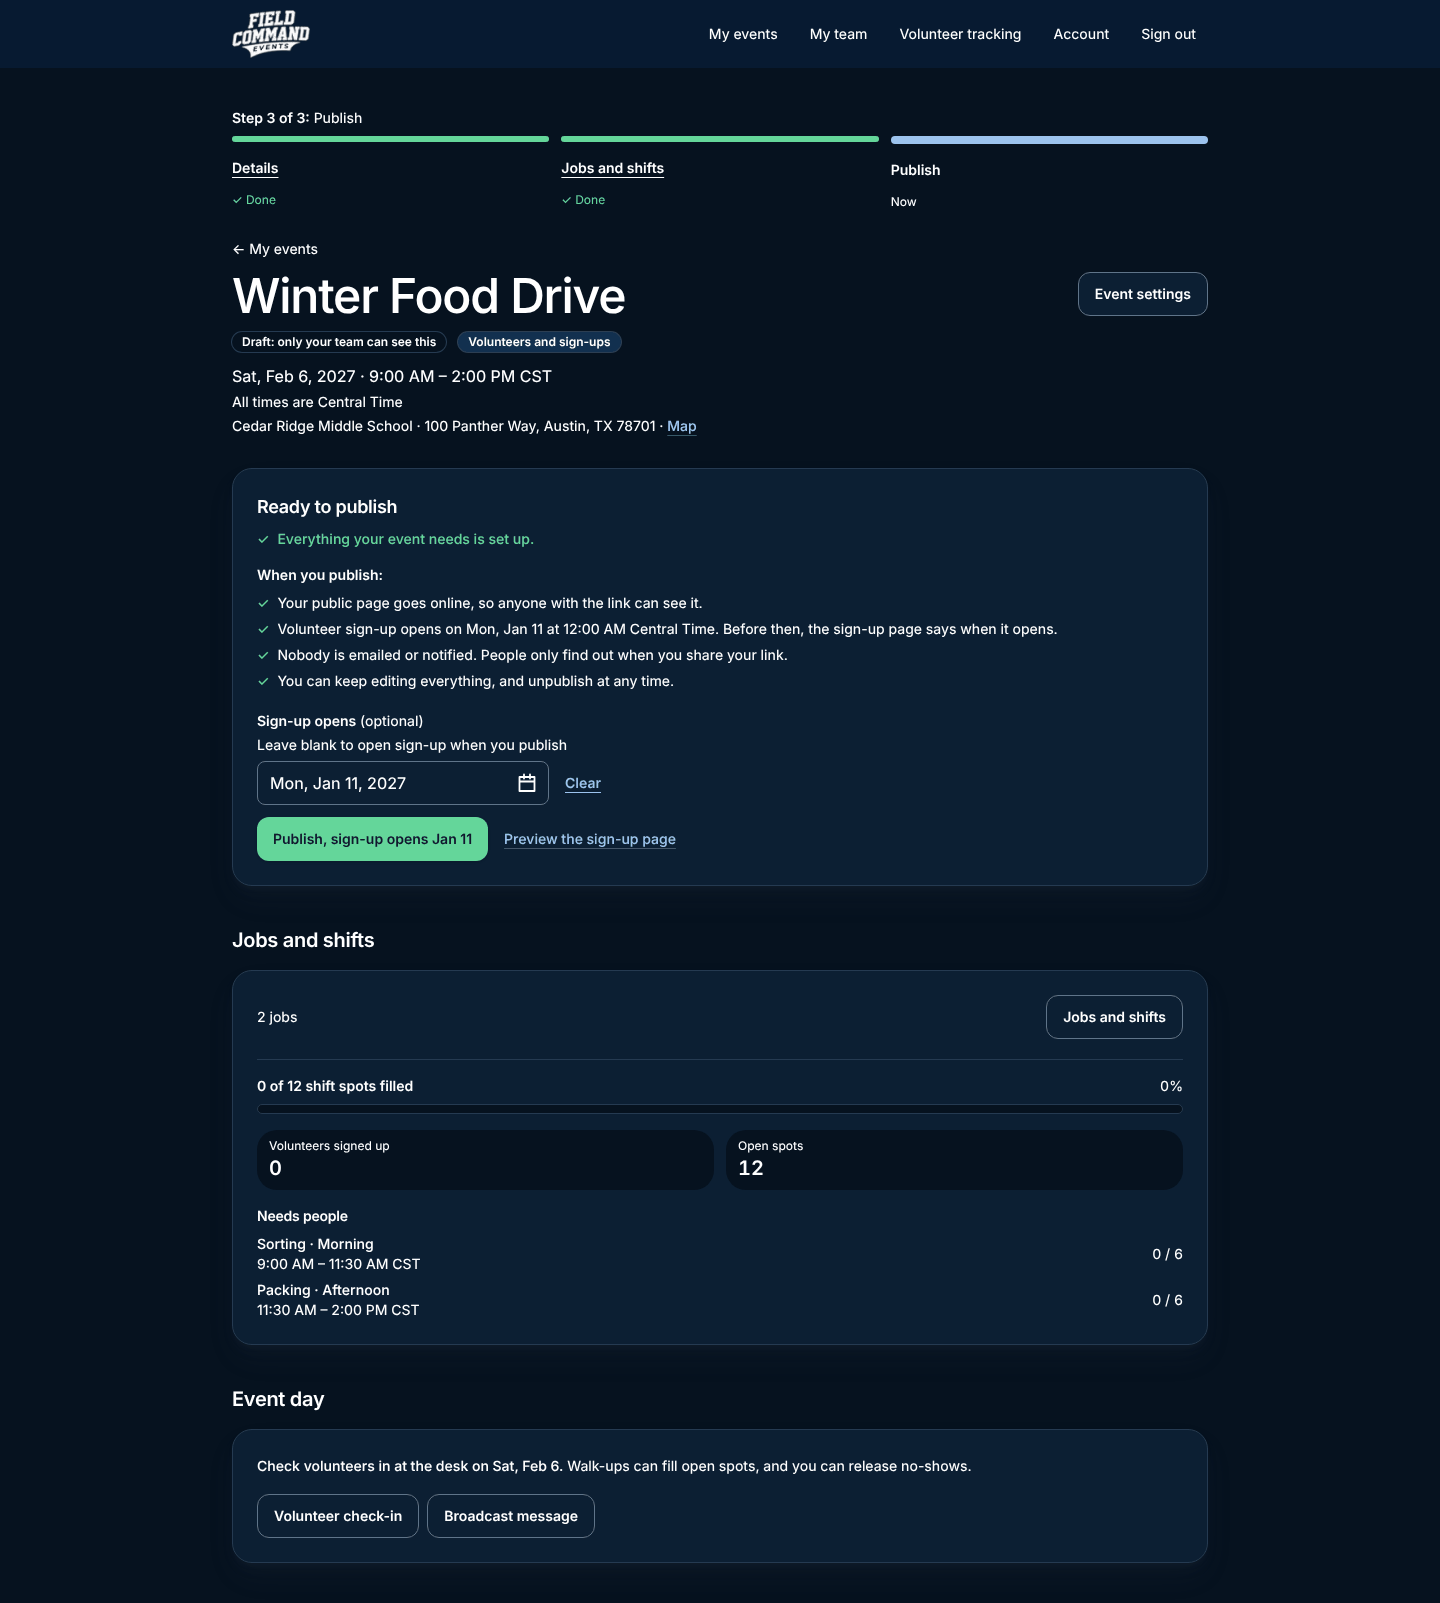 FIELD
COMMAND
EVENTS
My events
My team
Volunteer tracking
Account
Sign out
Step 3 of 3: Publish
Details
✓ Done
Jobs and shifts
✓ Done
Publish
Now
← My events
Winter Food Drive
Event settings
Draft: only your team can see this
Volunteers and sign-ups
Sat, Feb 6, 2027 · 9:00 AM – 2:00 PM CST
All times are Central Time
Cedar Ridge Middle School · 100 Panther Way, Austin, TX 78701 · Map
Ready to publish
✓ Everything your event needs is set up.
When you publish:
✓ Your public page goes online, so anyone with the link can see it.
✓ Volunteer sign-up opens on Mon, Jan 11 at 12:00 AM Central Time. Before then, the sign-up page says when it opens.
✓ Nobody is emailed or notified. People only find out when you share your link.
✓ You can keep editing everything, and unpublish at any time.
Sign-up opens (optional)
Leave blank to open sign-up when you publish
Mon, Jan 11, 2027
Clear
Publish, sign-up opens Jan 11
Preview the sign-up page
Jobs and shifts
2 jobs
Jobs and shifts
0 of 12 shift spots filled
0%
Volunteers signed up
0
Open spots
12
Needs people
Sorting · Morning
9:00 AM – 11:30 AM CST
0 / 6
Packing · Afternoon
11:30 AM – 2:00 PM CST
0 / 6
Event day
Check volunteers in at the desk on Sat, Feb 6. Walk-ups can fill open spots, and you can release no-shows.
Volunteer check-in
Broadcast message